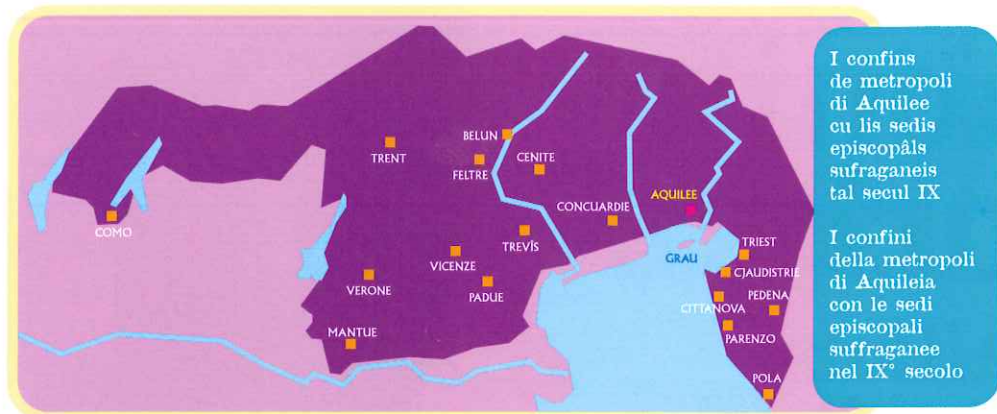 BELUN
TRENT
FELTRE
CENITE
AQUILEE
CONCUARDIE
COMO
TREVÎS
VICENZE
GRAU
TRIEST
CJAUDISTRIE
VERONE
PADUE
PEDENA
CITTANOVA
MANTUE
PARENZO
POLA
I confins
de metropoli
di Aquilee
cu lis sedis
episcopâls
sufraganeis
tal secul IX
I confini
della metropoli
di Aquileia
con le sedi
episcopali
suffraganee
nel IX° secolo